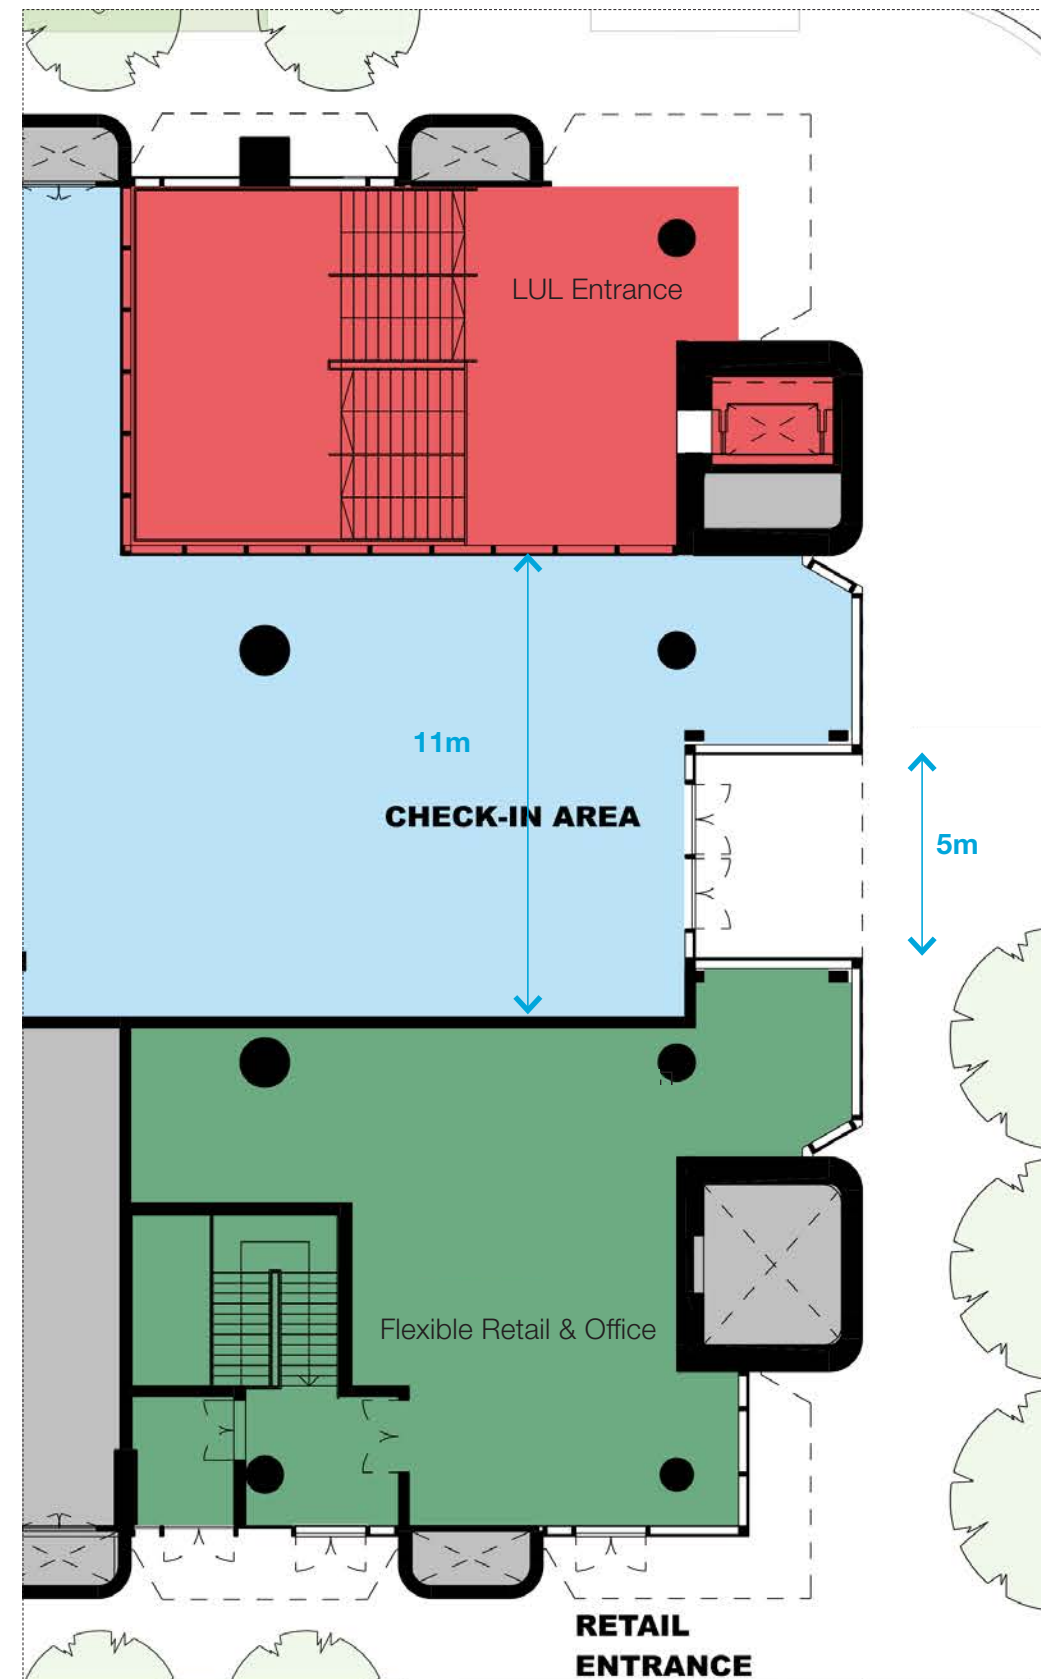 LUL Entrance
11m
CHECK-IN AREA
5m
Flexible Retail & Office
RETAIL
ENTRANCE